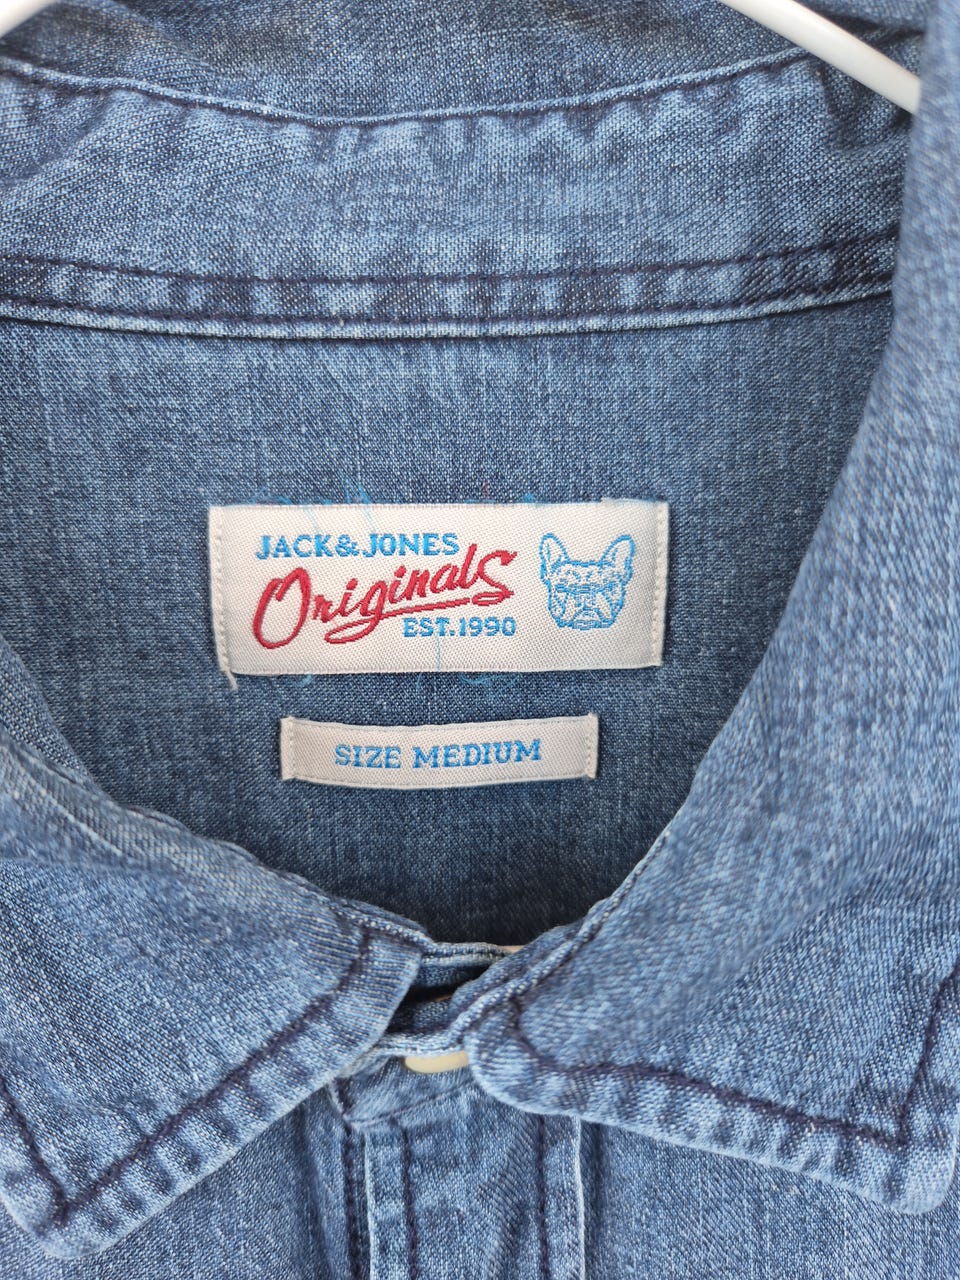 JACK&JONES
Originals
EST.1990
SIZE MEDIUM